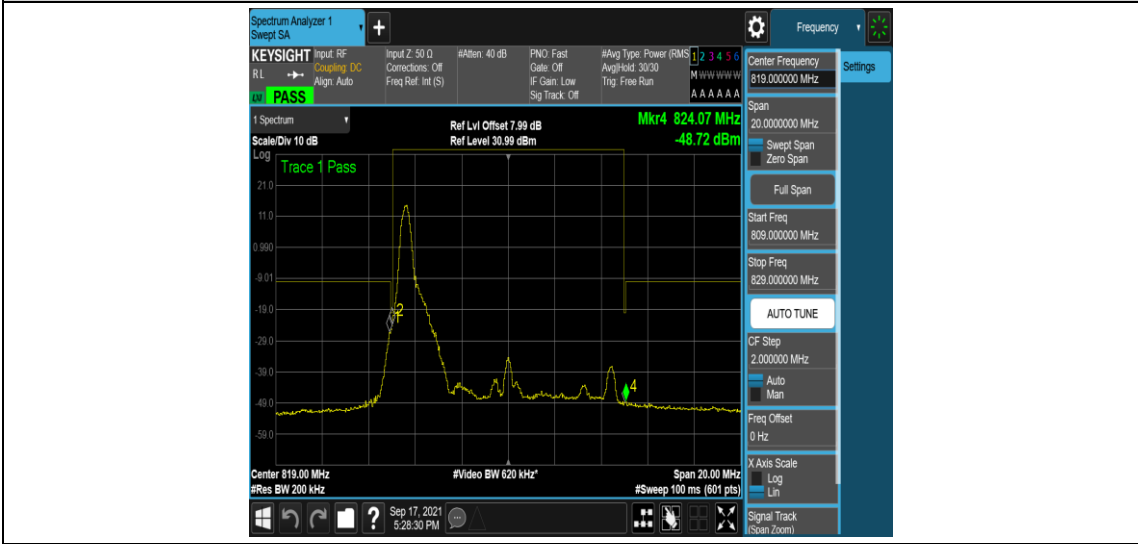 Spectrum Analyzer 1
Swept SA
+
Frequency
KEYSIGHT
RL
LXI
PASS
Input: RF
Coupling: DC
Align: Auto
Input Z: 50 Ω
Corrections: Off
Freq Ref: Int (S)
#Atten: 40 dB
PNO: Fast
Gate: Off
IF Gain: Low
Sig Track: Off
#Avg Type: Power (RMS
Avg|Hold: 30/30
Trig: Free Run
1 2 3 4 5 6
M W W W W W
A A A A A A
1 Spectrum
Scale/Div 10 dB
Ref Lvl Offset 7.99 dB
Ref Level 30.99 dBm
Mkr4 824.07 MHz
-48.72 dBm
Log
Trace 1 Pass
21.0
11.0
0.990
-9.01
-19.0
-29.0
-39.0
-49.0
-59.0
2
4
Center 819.00 MHz
#Video BW 620 kHz*
Span 20.00 MHz
#Res BW 200 kHz
#Sweep 100 ms (601 pts)
?
Sep 17, 2021
5:28:30 PM
Center Frequency
819.000000 MHz
Settings
Span
20.0000000 MHz
Swept Span
Zero Span
Full Span
Start Freq
809.000000 MHz
Stop Freq
829.000000 MHz
AUTO TUNE
CF Step
2.000000 MHz
Auto
Man
Freq Offset
0 Hz
X Axis Scale
Log
Lin
Signal Track
(Span Zoom)